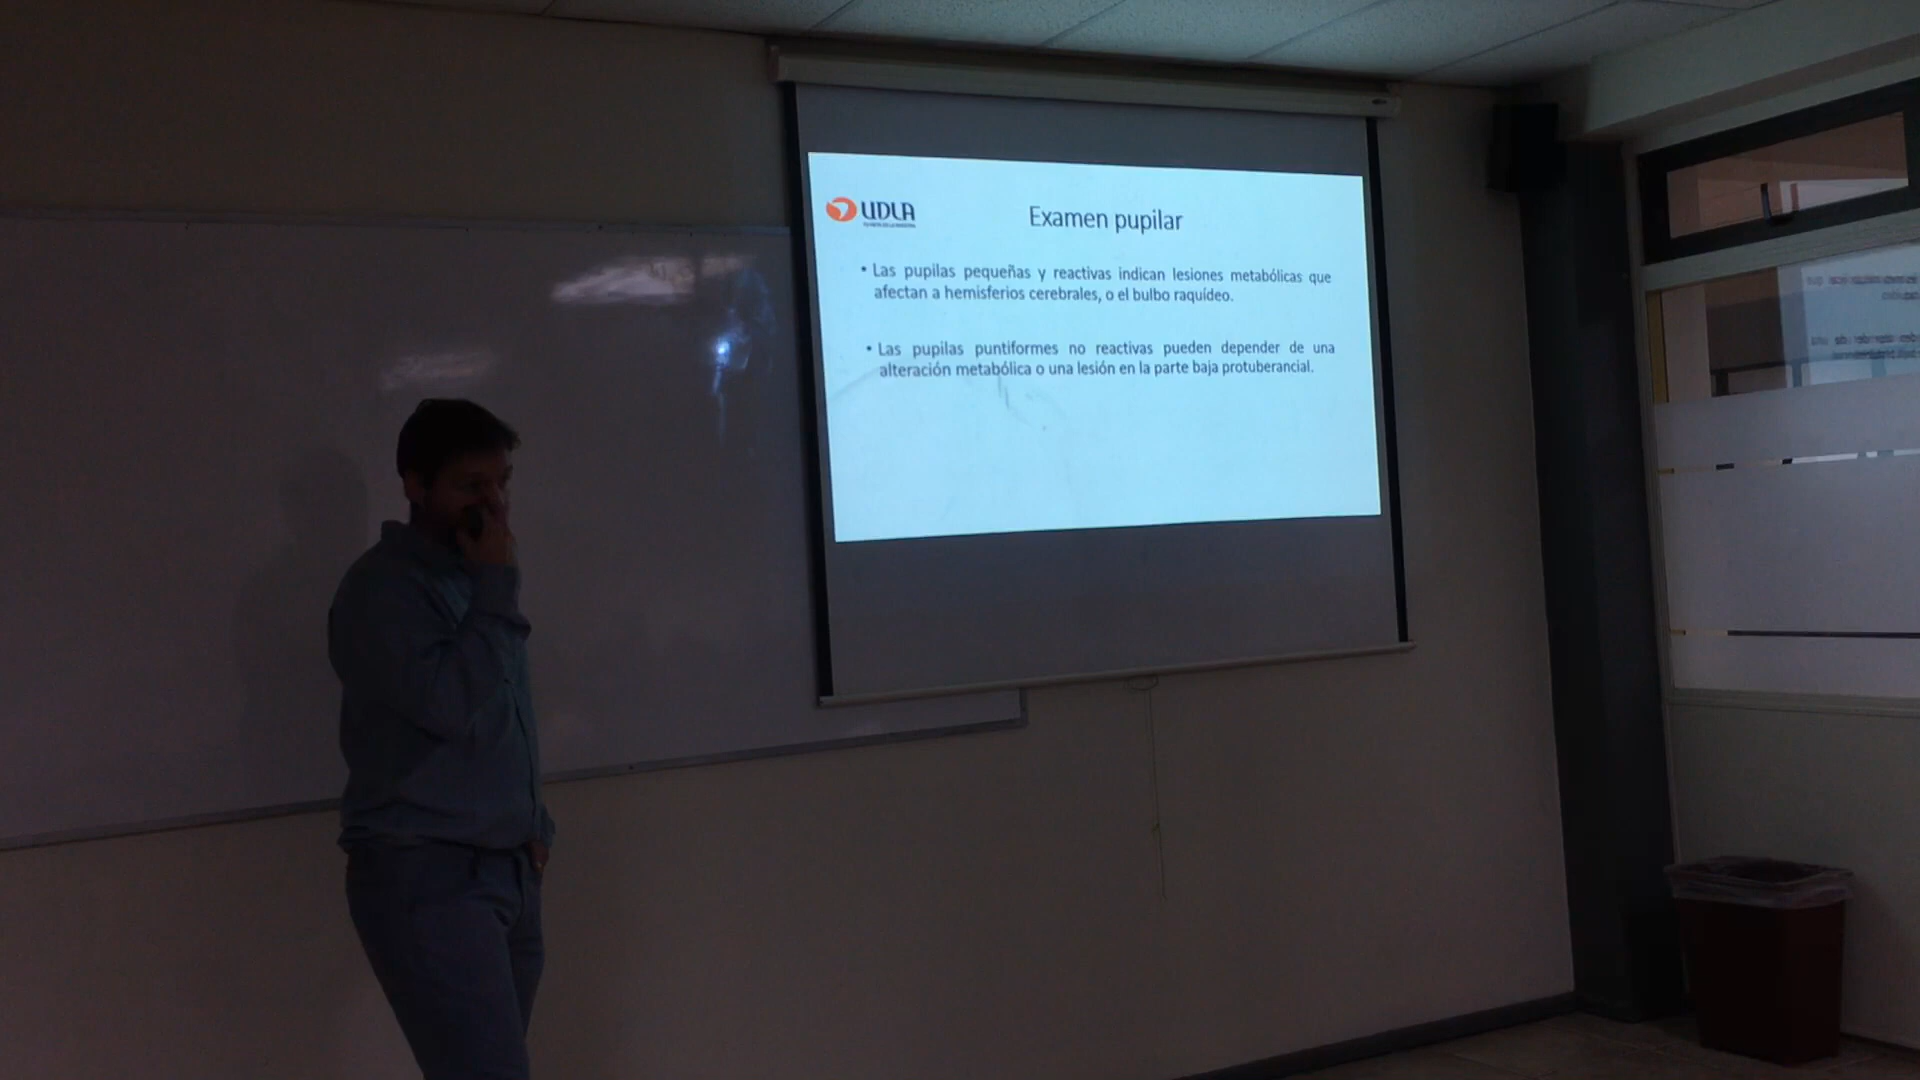 UDLA
Examen pupilar
• Las pupilas pequeñas y reactivas indican lesiones metabólicas que
afectan a hemisferios cerebrales, o el bulbo raquídeo.
• Las pupilas puntiformes no reactivas pueden depender de una
alteración metabólica o una lesión en la parte baja protuberancial.